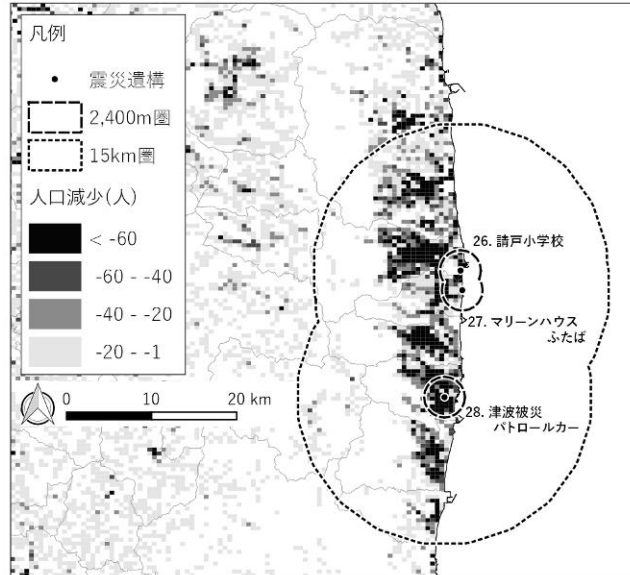 凡例
震災遺構
2,400m圏
15km圏
人口減少(人)
< -60
-60 - -40
-40 - -20
-20 - -1
0 10 20 km
26. 請戸小学校
27. マリーンハウス
ふたば
28. 津波被災
パトロールカー